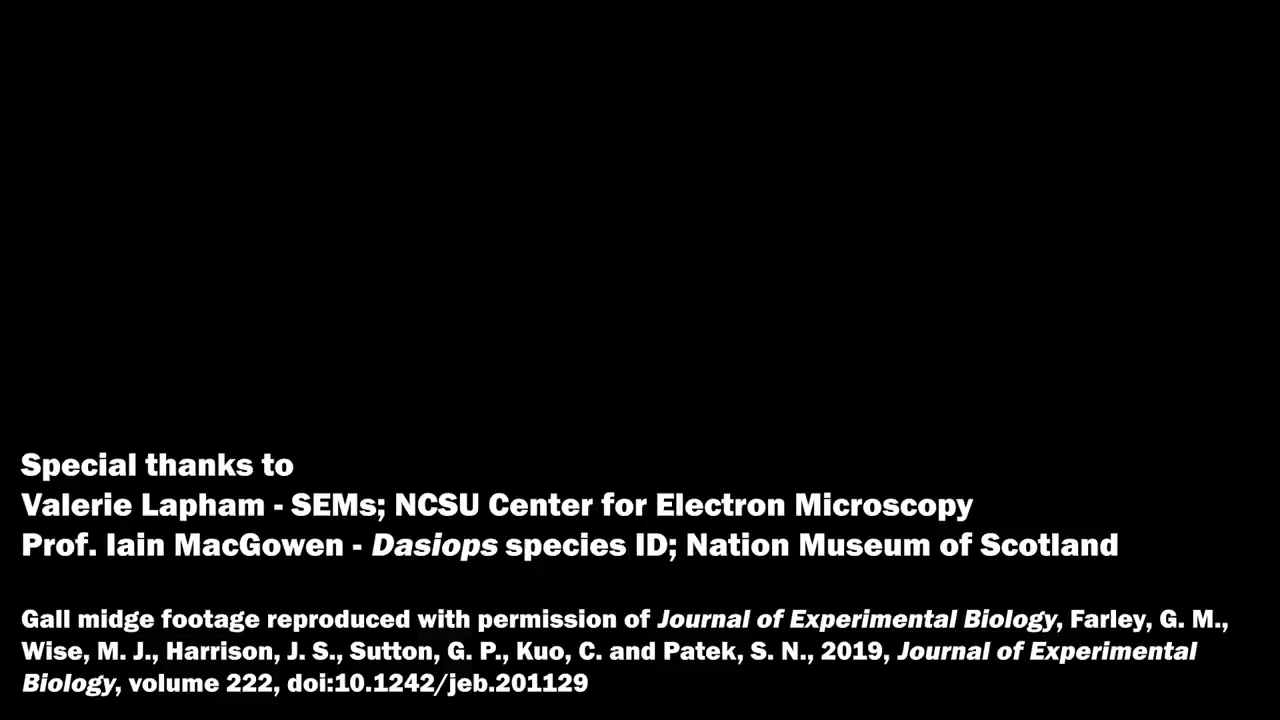 Special thanks to
Valerie Lapham - SEMs; NCSU Center for Electron Microscopy
Prof. Iain MacGowen - Dasiops species ID; Nation Museum of Scotland
Gall midge footage reproduced with permission of Journal of Experimental Biology, Farley, G. M.,
Wise, M. J., Harrison, J. S., Sutton, G. P., Kuo, C. and Patek, S. N., 2019, Journal of Experimental
Biology, volume 222, doi:10.1242/jeb.201129